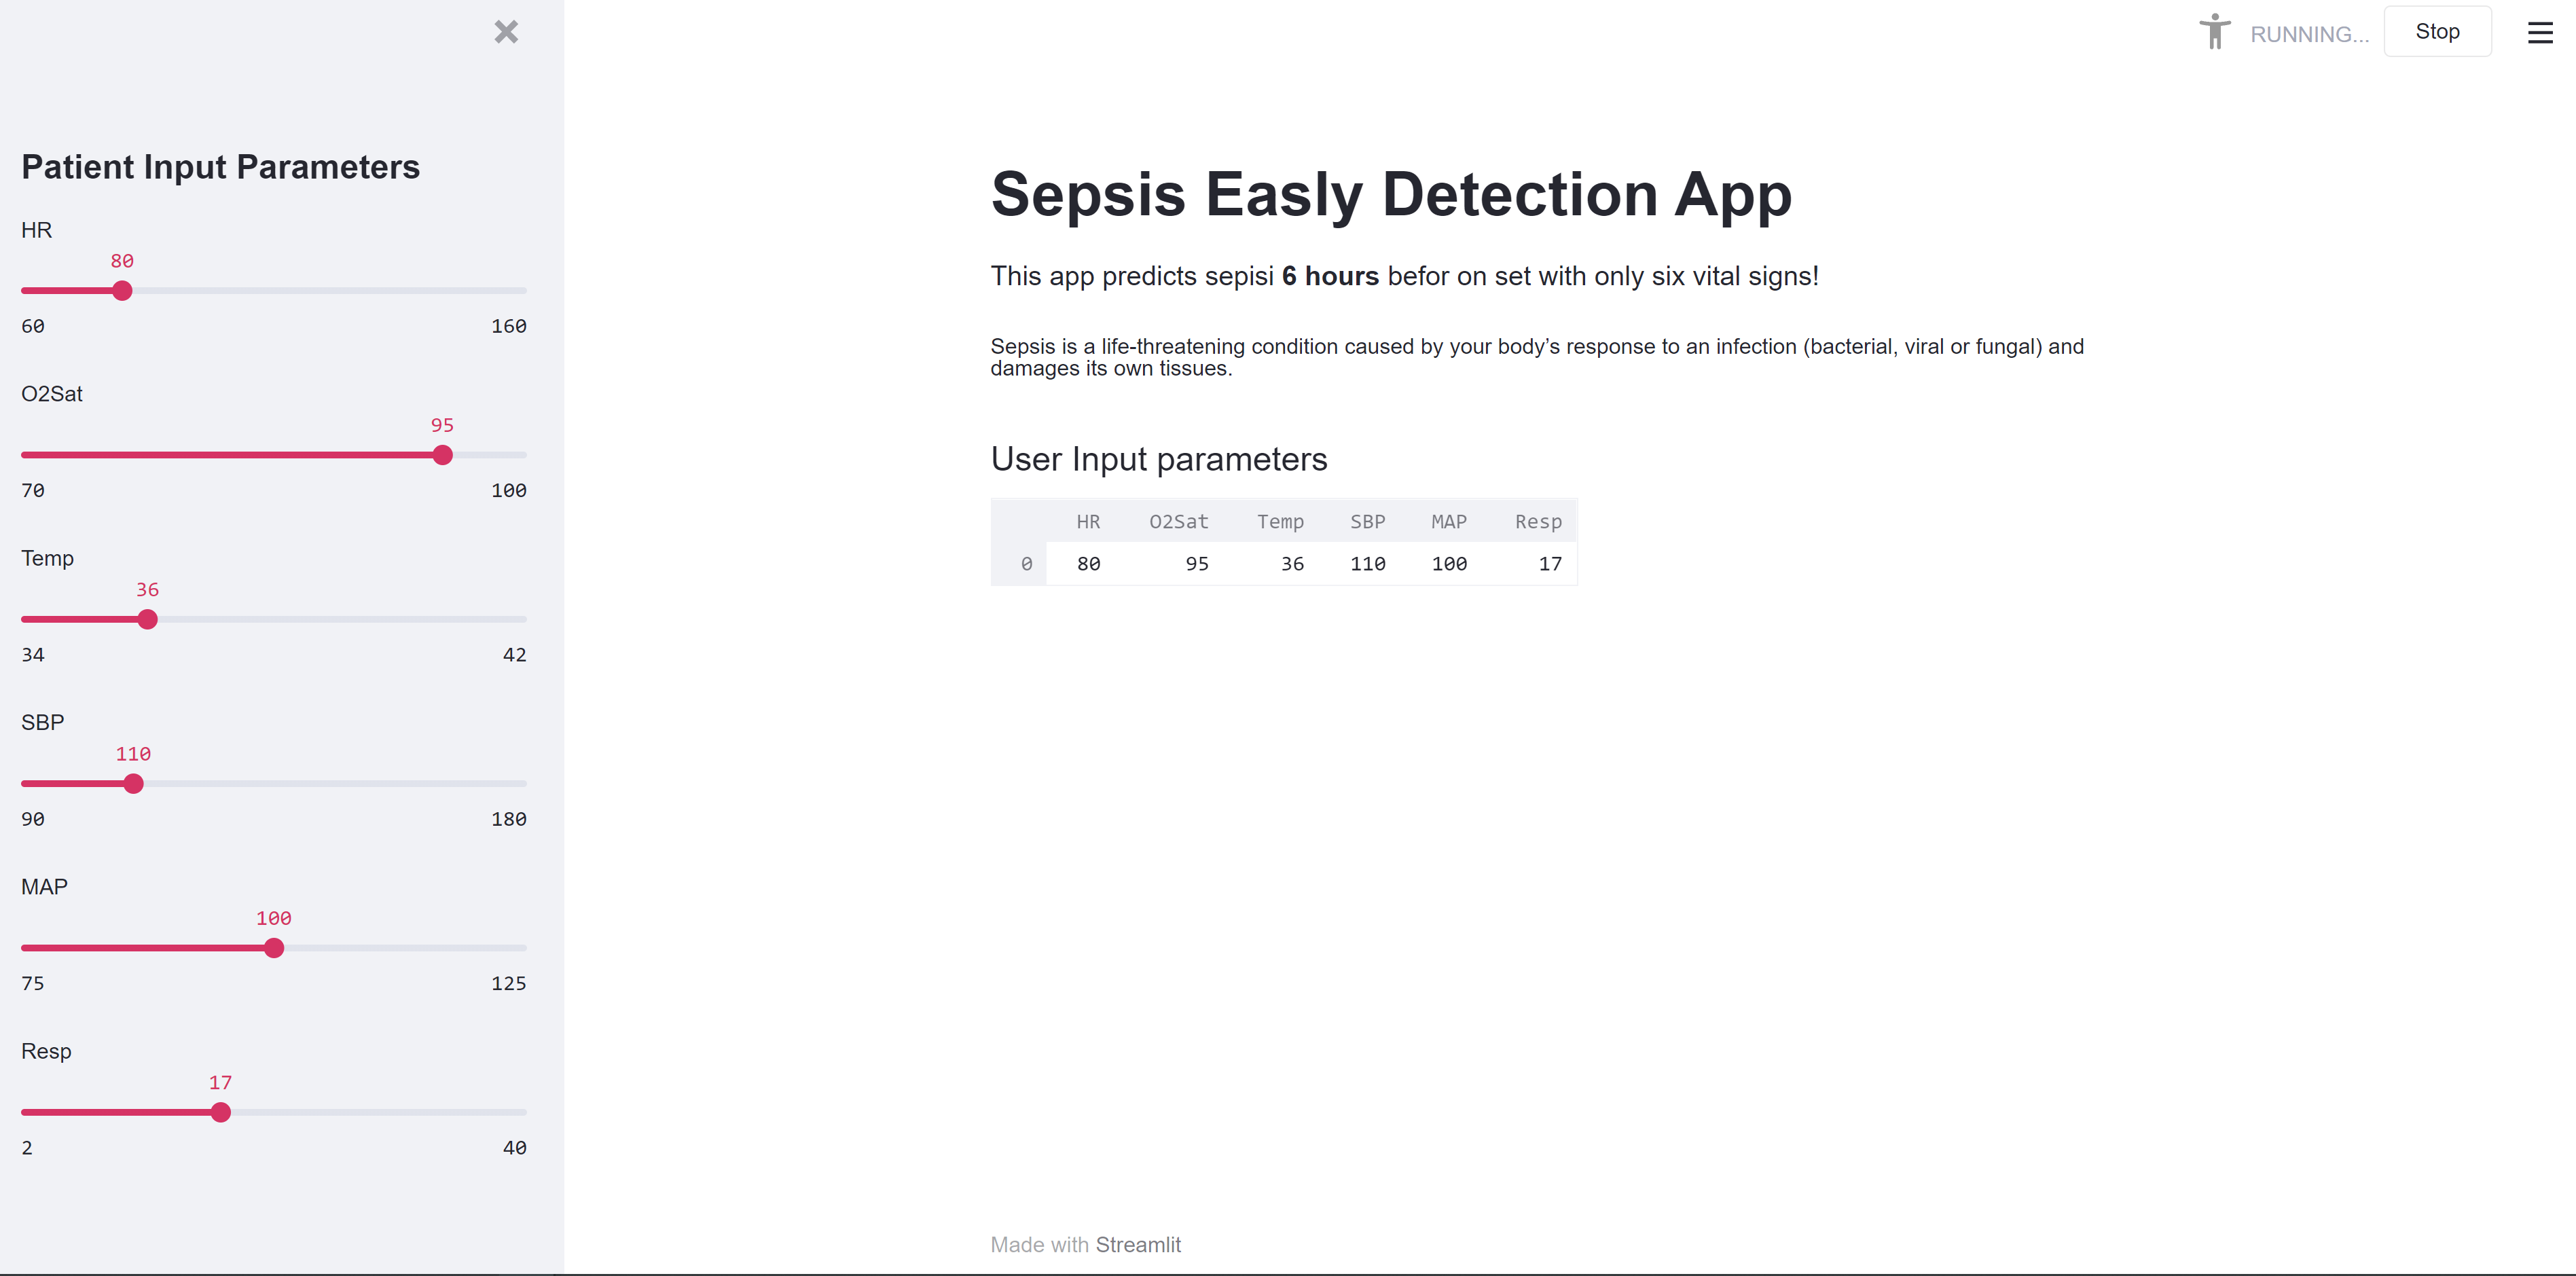 RUNNING...
Stop
Patient Input Parameters
HR
80
60 160
O2Sat
95
70 100
Temp
36
34 42
SBP
110
90 180
MAP
100
75 125
Resp
17
2 40
Sepsis Easly Detection App
This app predicts sepisi 6 hours befor on set with only six vital signs!
Sepsis is a life-threatening condition caused by your body’s response to an infection (bacterial, viral or fungal) and
damages its own tissues.
User Input parameters
HR O2Sat Temp SBP MAP Resp
0 80 95 36 110 100 17
Made with Streamlit